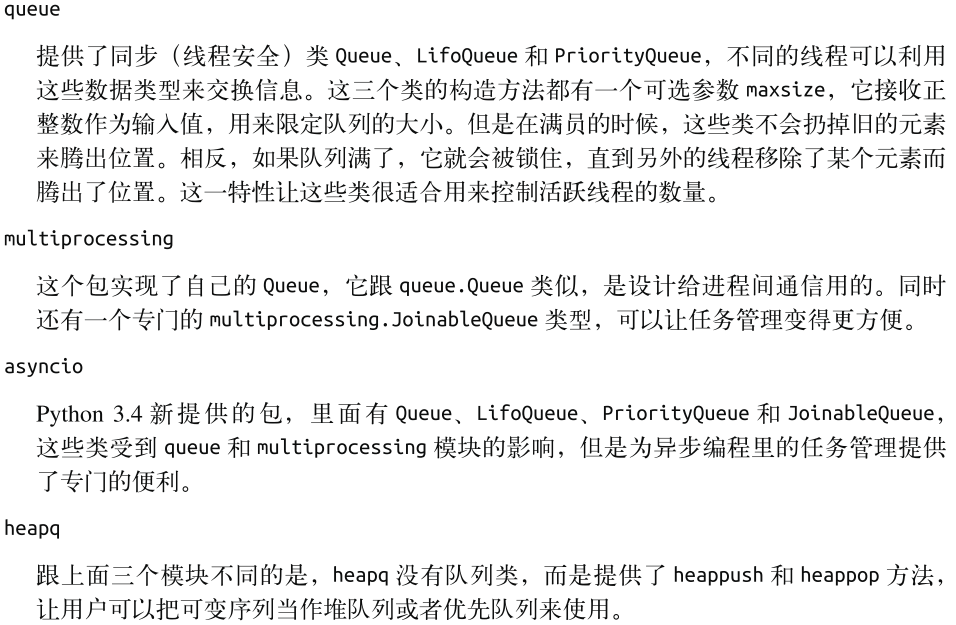 queue
提供了同步（线程安全）类 Queue、LifoQueue 和 PriorityQueue，不同的线程可以利用
这些数据类型来交换信息。这三个类的构造方法都有一个可选参数 maxsize，它接收正
整数作为输入值，用来限定队列的大小。但是在满员的时候，这些类不会扔掉旧的元素
来腾出位置。相反，如果队列满了，它就会被锁住，直到另外的线程移除了某个元素而
腾出了位置。这一特性让这些类很适合用来控制活跃线程的数量。
multiprocessing
这个包实现了自己的 Queue，它跟 queue.Queue 类似，是设计给进程间通信用的。同时
还有一个专门的 multiprocessing.JoinableQueue 类型，可以让任务管理变得更方便。
asyncio
Python 3.4 新提供的包，里面有 Queue、LifoQueue、PriorityQueue 和 JoinableQueue，
这些类受到 queue 和 multiprocessing 模块的影响，但是为异步编程里的任务管理提供
了专门的便利。
heapq
跟上面三个模块不同的是，heapq 没有队列类，而是提供了 heappush 和 heappop 方法，
让用户可以把可变序列当作堆队列或者优先队列来使用。